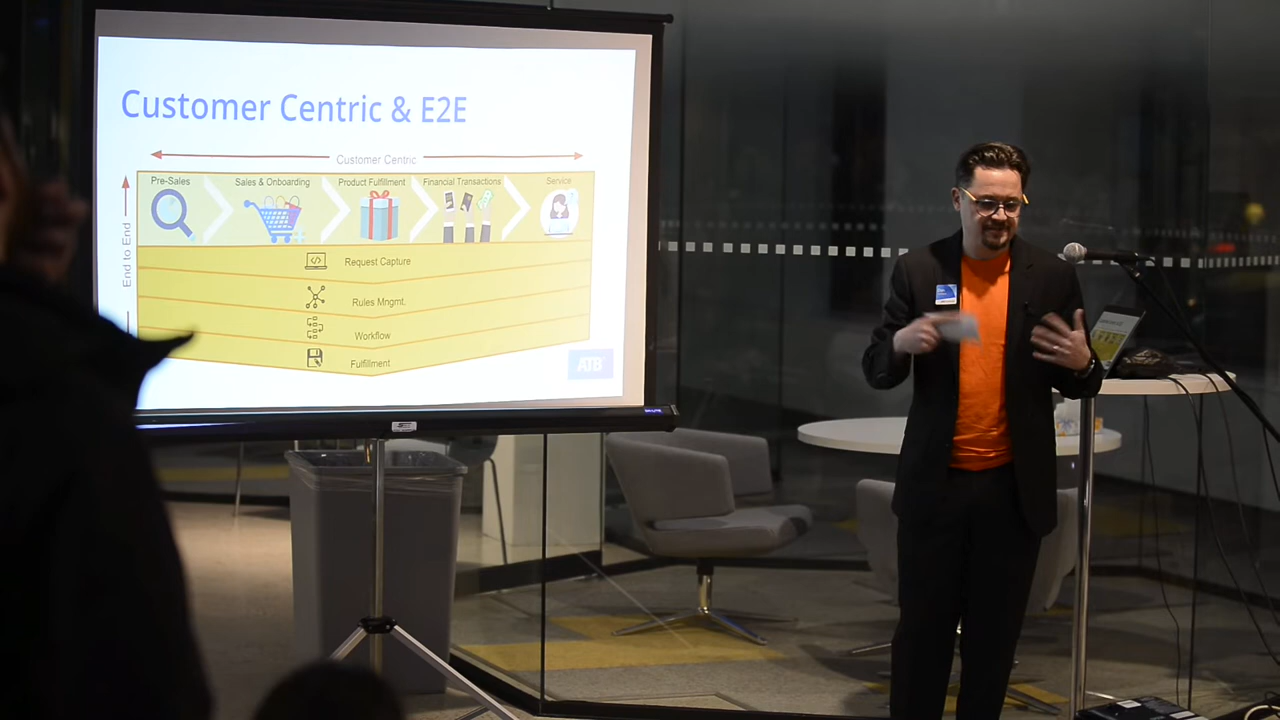 Customer Centric & E2E
Customer Centric
Pre-Sales
Sales & Onboarding
Product Fulfillment
Financial Transactions
Service
End to End
Request Capture
Rules Mngmt.
Workflow
Fulfillment
ATB